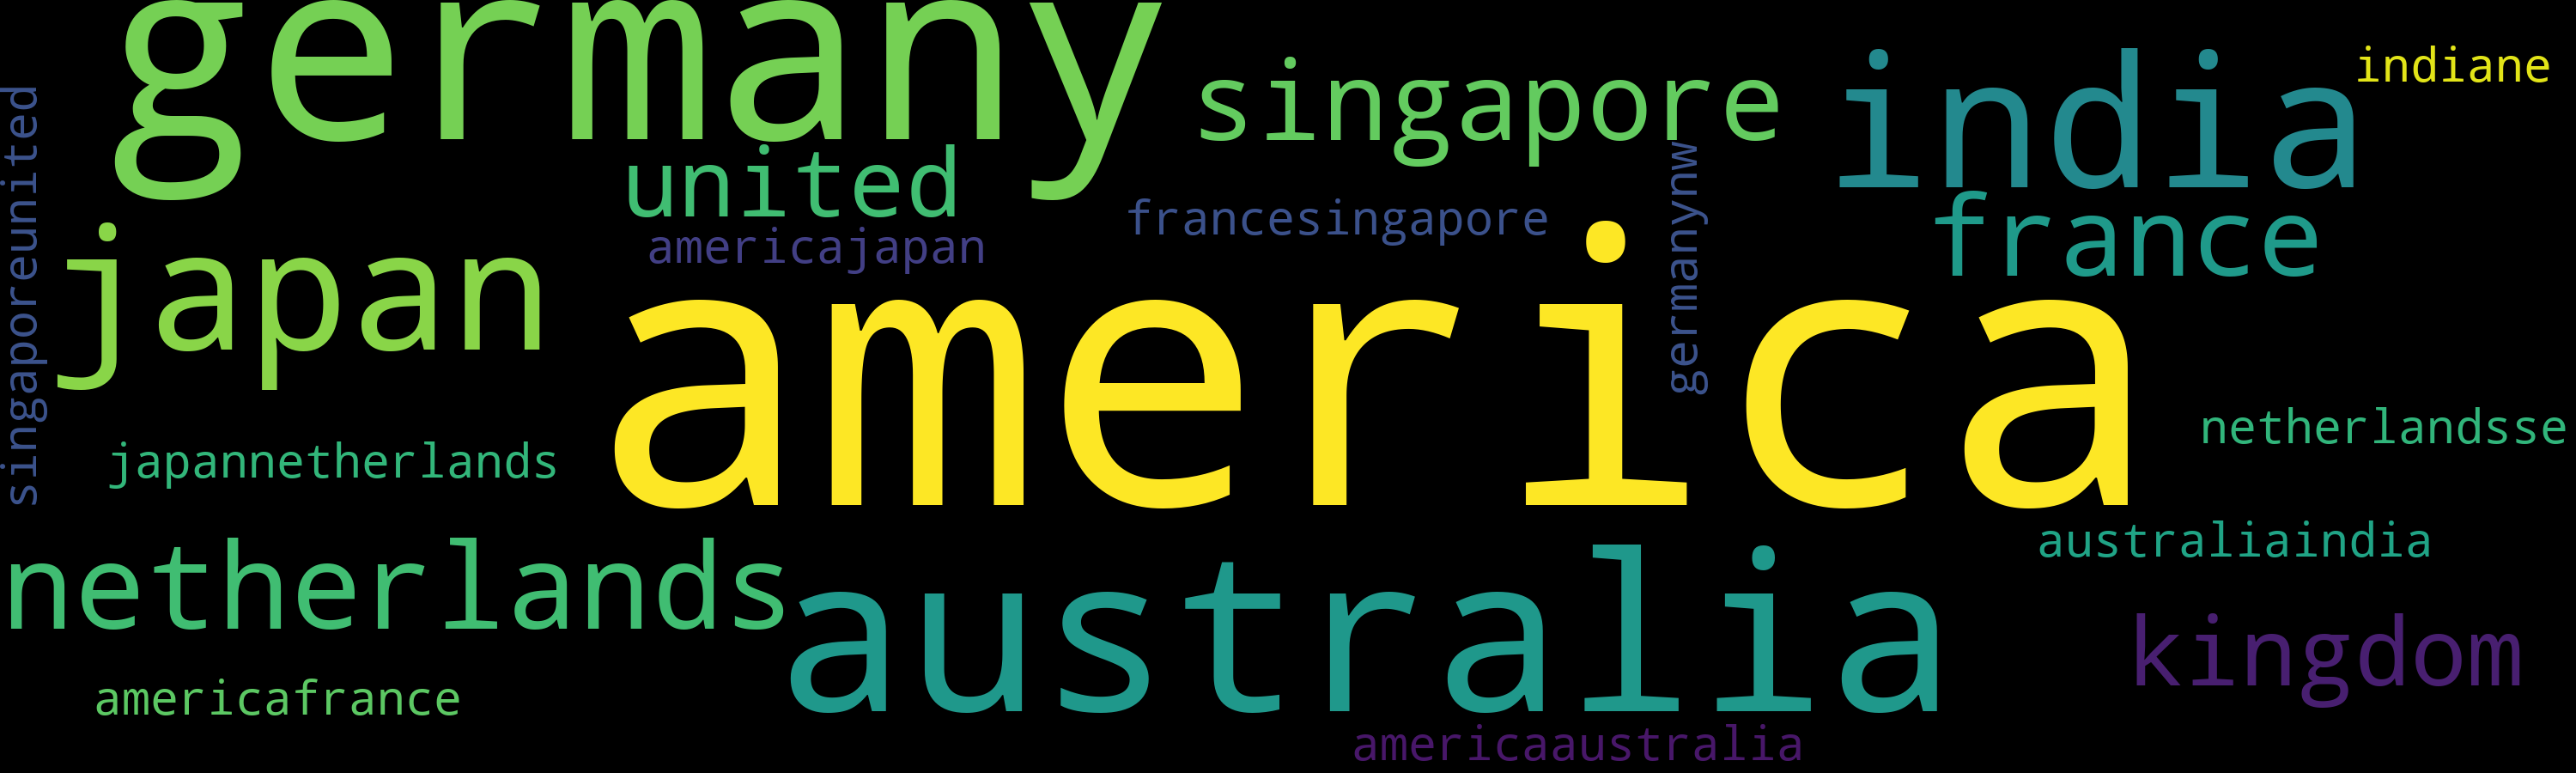 germany
singapore
india
indiane
singaporeunited
united
francesingapore
germanynw
france
japan
americajapan
america
japannetherlands
netherlandsse
netherlands
australia
australiaindia
kingdom
americafrance
americaaustralia